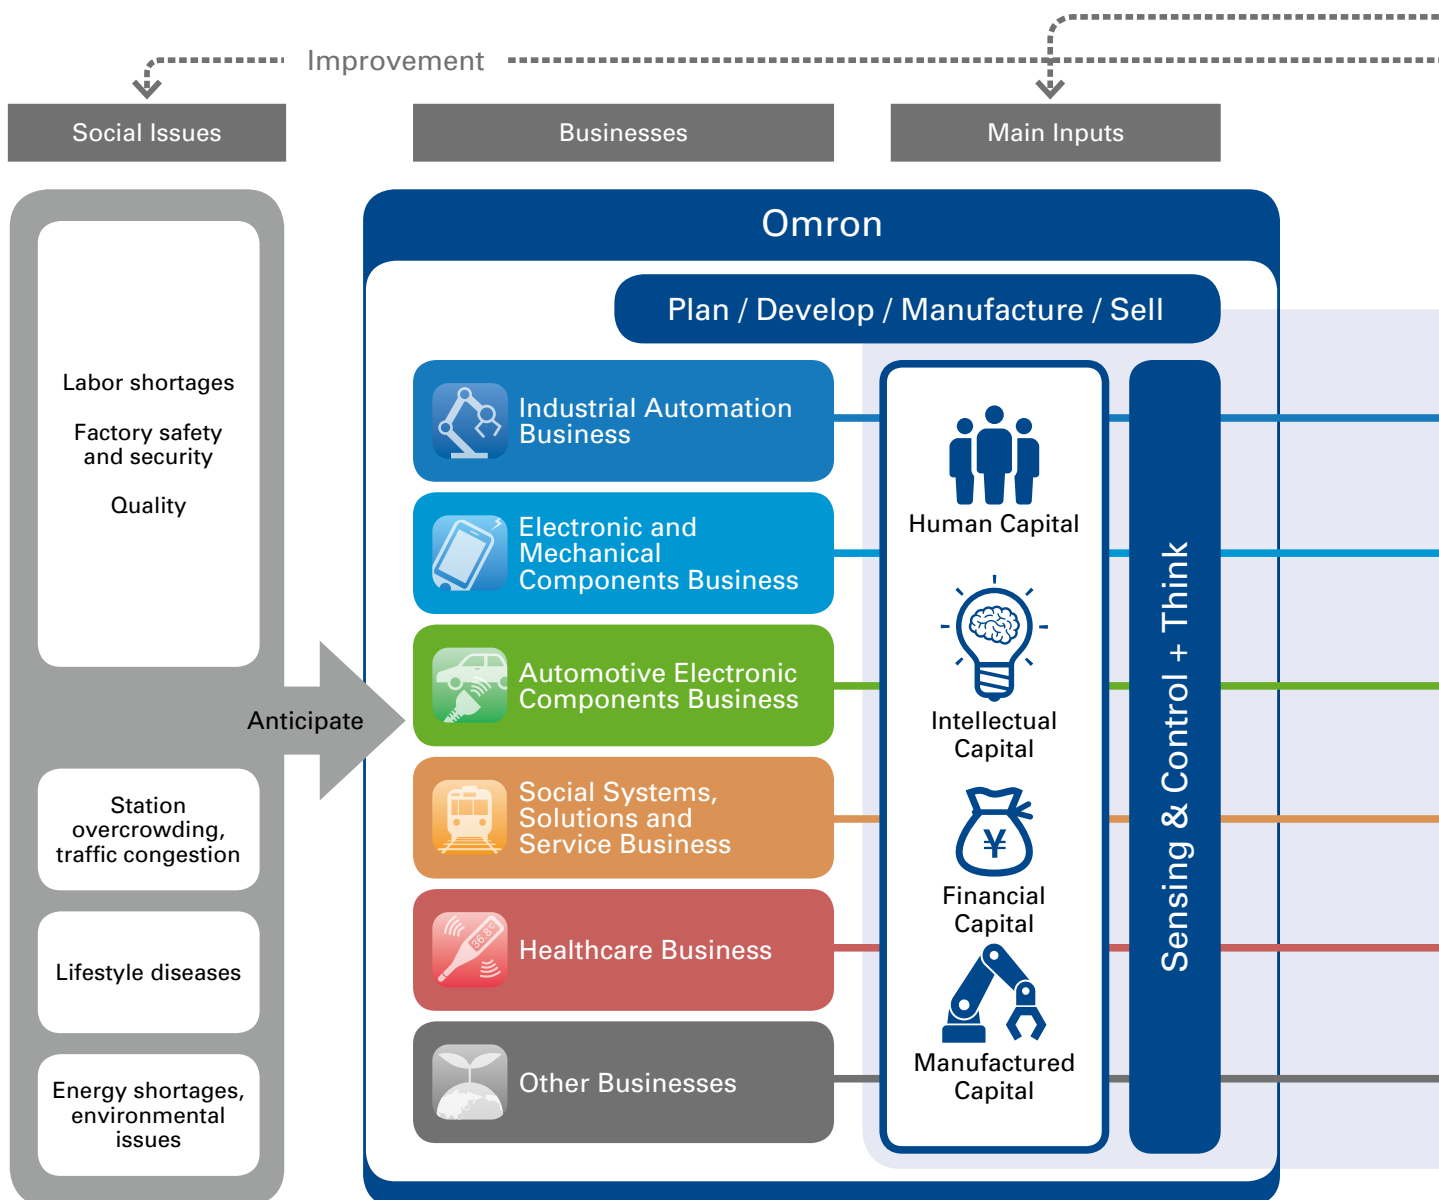 Improvement
Social Issues
Businesses
Main Inputs
Labor shortages
Factory safety
and security
Quality
Anticipate
Station
overcrowding,
traffic congestion
Lifestyle diseases
Energy shortages,
environmental
issues
Omron
Plan / Develop / Manufacture / Sell
Industrial Automation
Business
Electronic and
Mechanical
Components Business
Automotive Electronic
Components Business
Social Systems,
Solutions and
Service Business
36.8°C
Healthcare Business
Other Businesses
Human Capital
Intellectual
Capital
¥
Financial
Capital
Manufactured
Capital
Sensing & Control + Think